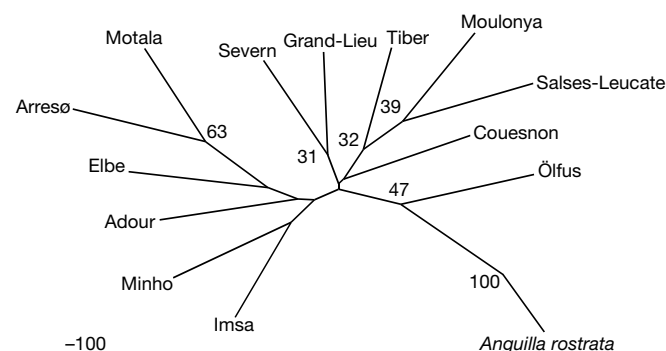 Moulonya
Motala
Grand-Lieu
Tiber
Severn
Salses-Leucate
39
Arresø
63
32
Couesnon
31
Elbe
47
Ölfus
Adour
Minho
100
Imsa
–100
Anguilla rostrata